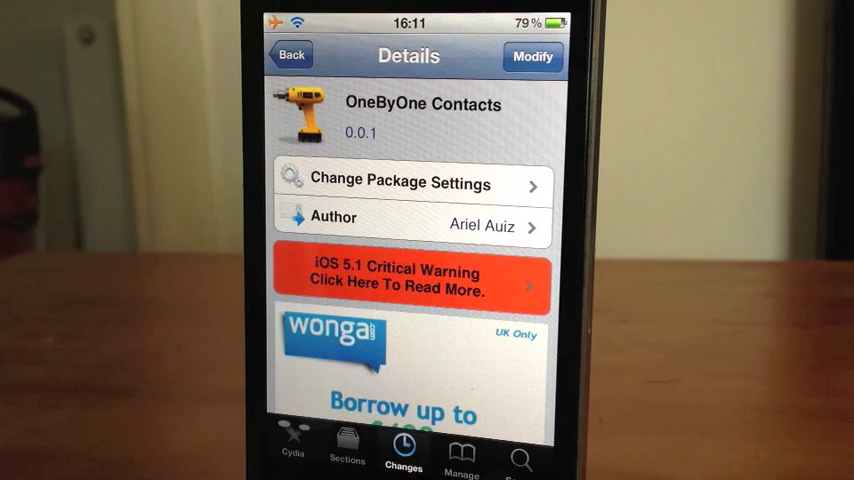 16:11
79%
Back
Details
Modify
OneByOne Contacts
0.0.1
Change Package Settings
Author
Ariel Auiz
iOS 5.1 Critical Warning
Click Here To Read More.
wonga.com
UK Only
Borrow up to
Cydia
Sections
Changes
Manage